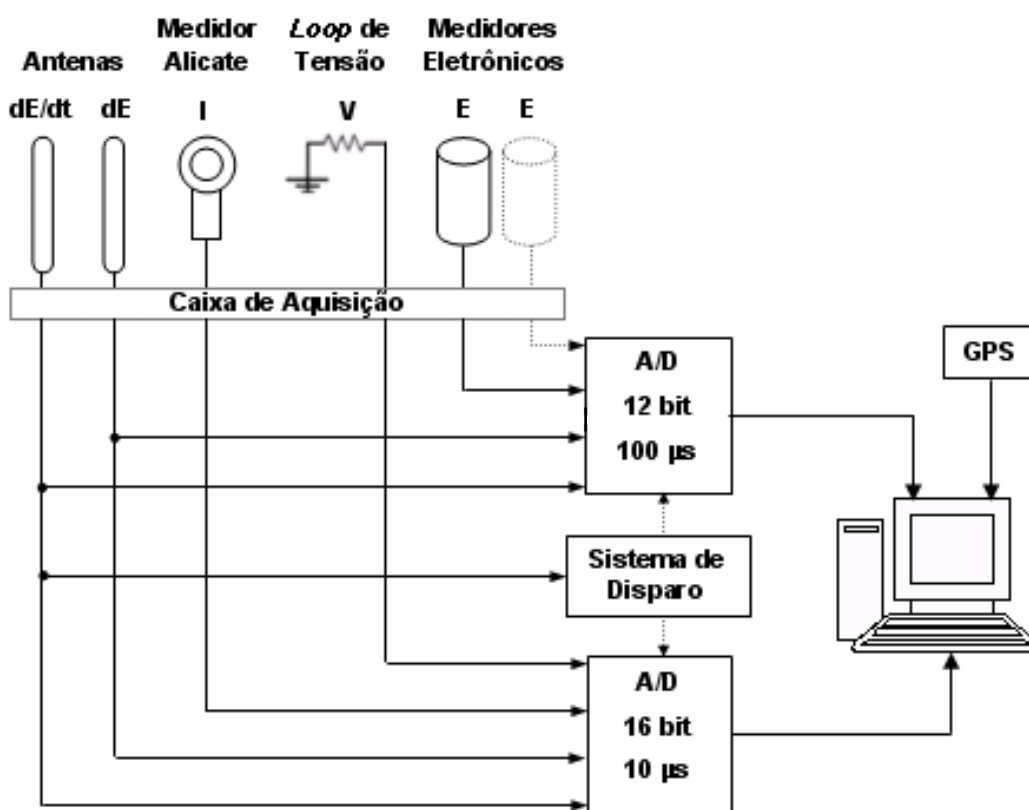 Antenas
Medidor
Alicate
Loop de
Tensão
Medidores
Eletrônicos
dE/dt
dE
I
V
E
E
Caixa de Aquisição
A/D
12 bit
100 µs
GPS
Sistema de
Disparo
A/D
16 bit
10 µs